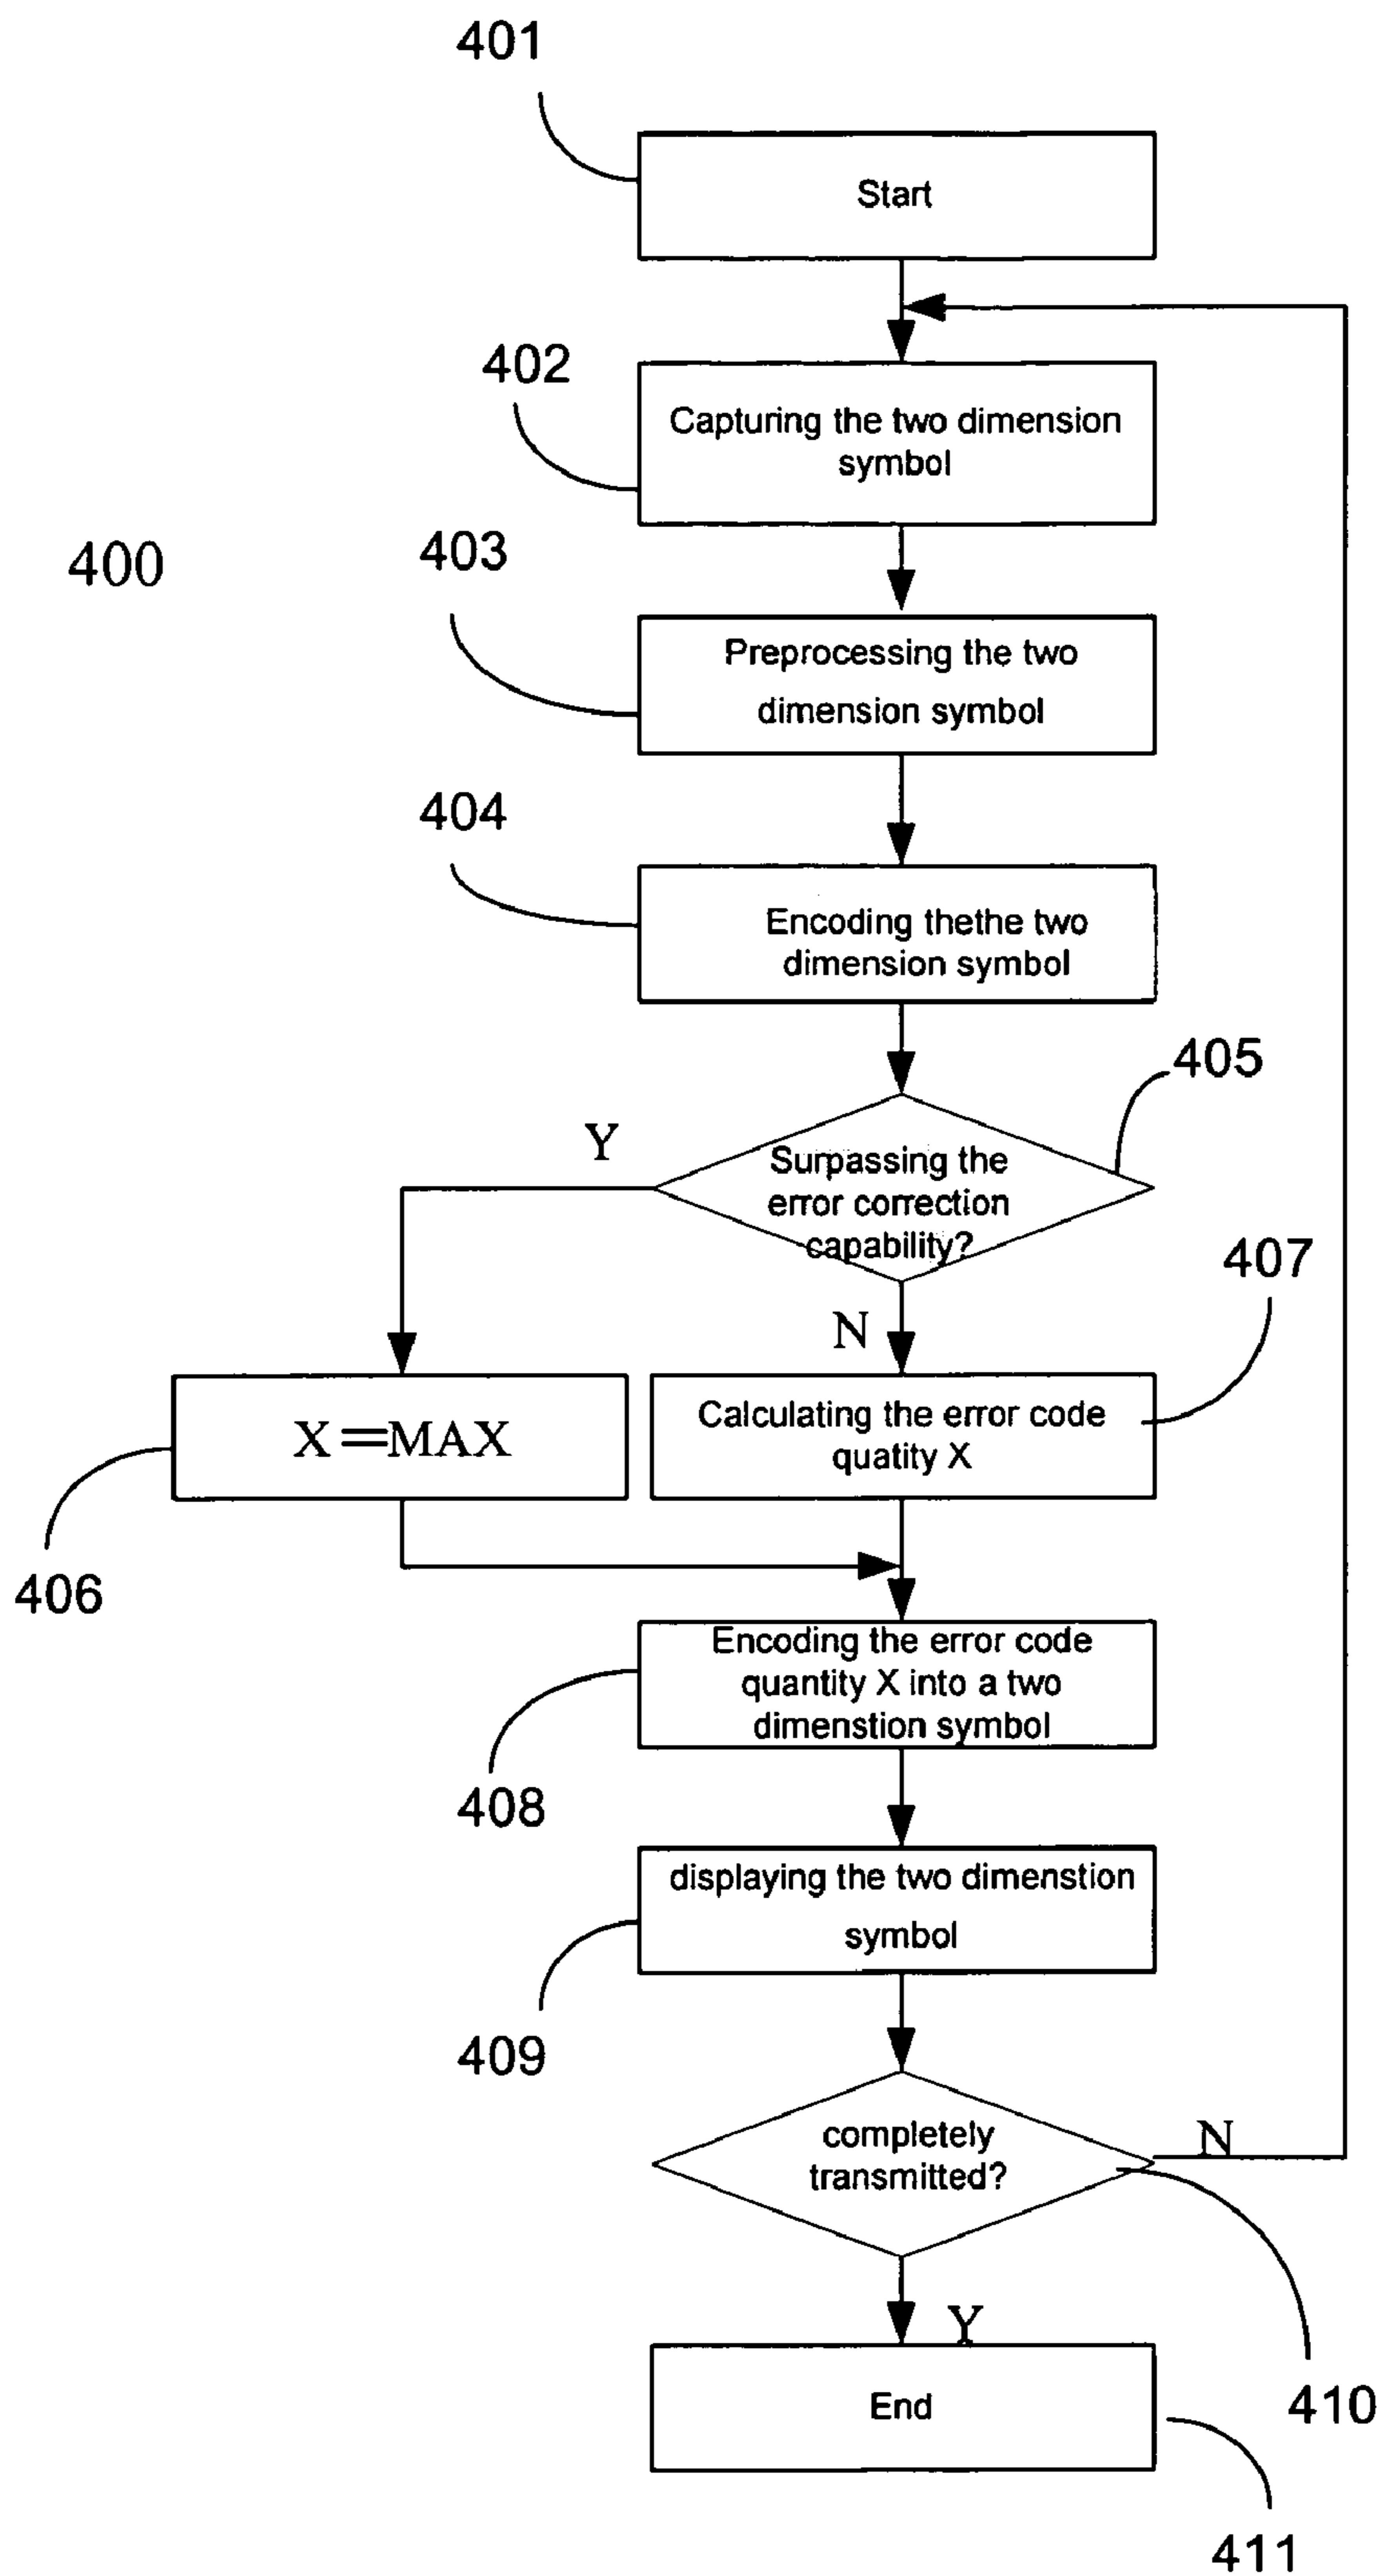 401
Start
402
Capturing the two dimension
symbol
400
403
Preprocessing the two
dimension symbol
404
Encoding thethe two
dimension symbol
405
Y
Surpassing the
error correction
capability?
407
N
X=MAX
Calculating the error code
quatity X
406
Encoding the error code
quantity X into a two
dimenstion symbol
408
displaying the two dimenstion
symbol
409
completely
transmitted?
N
Y
End
410
411